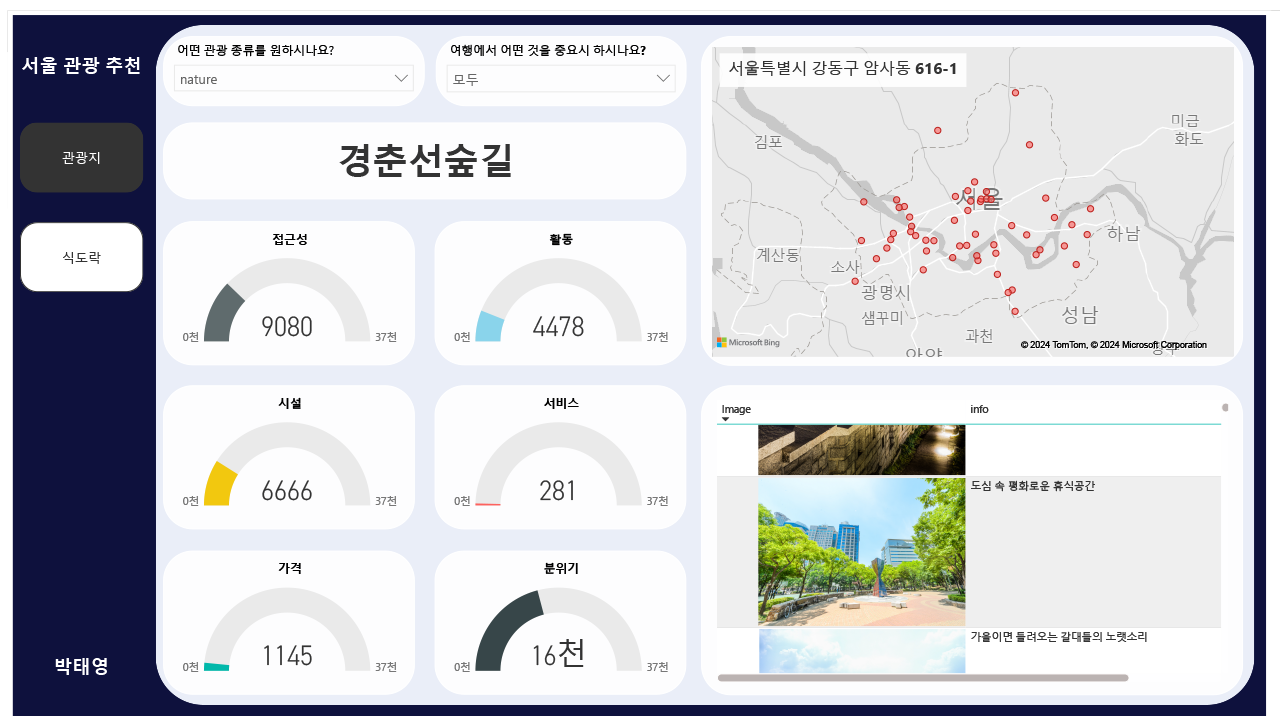 서울 관광 추천
관광지
식도락
박태영
어떤 관광 종류를 원하시나요?
nature
여행에서 어떤 것을 중요시 하시나요?
모두
경춘선숲길
접근성
9080
0천
37천
활동
4478
0천
37천
시설
6666
0천
37천
서비스
281
0천
37천
가격
1145
0천
37천
분위기
16천
0천
37천
서울특별시 강동구 암사동 616-1
김포
미금
화도
서울
하남
계산동
소사
광명시
샘꾸미
성남
과천
안양
Microsoft Bing
© 2024 TomTom, © 2024 Microsoft Corporation
Image
info
도심 속 평화로운 휴식공간
가을이면 들려오는 갈대들의 노랫소리